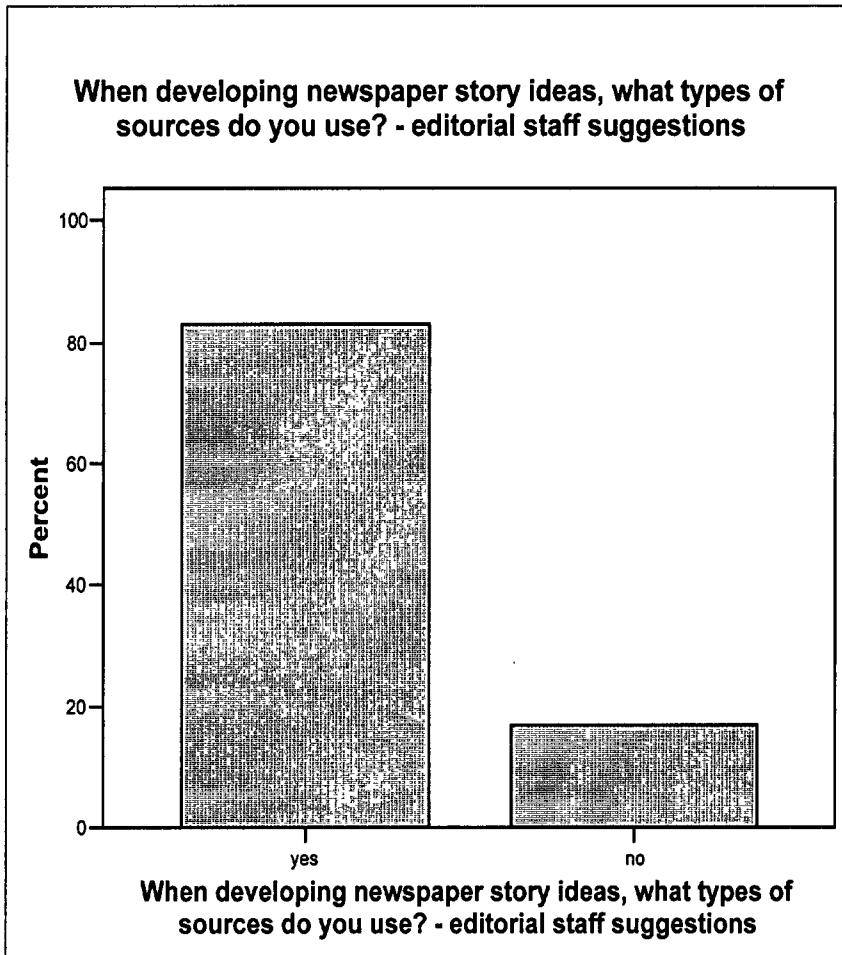 When developing newspaper story ideas, what types of
sources do you use? - editorial staff suggestions
100
80
60
40
20
0
Percent
yes no
When developing newspaper story ideas, what types of
sources do you use? - editorial staff suggestions